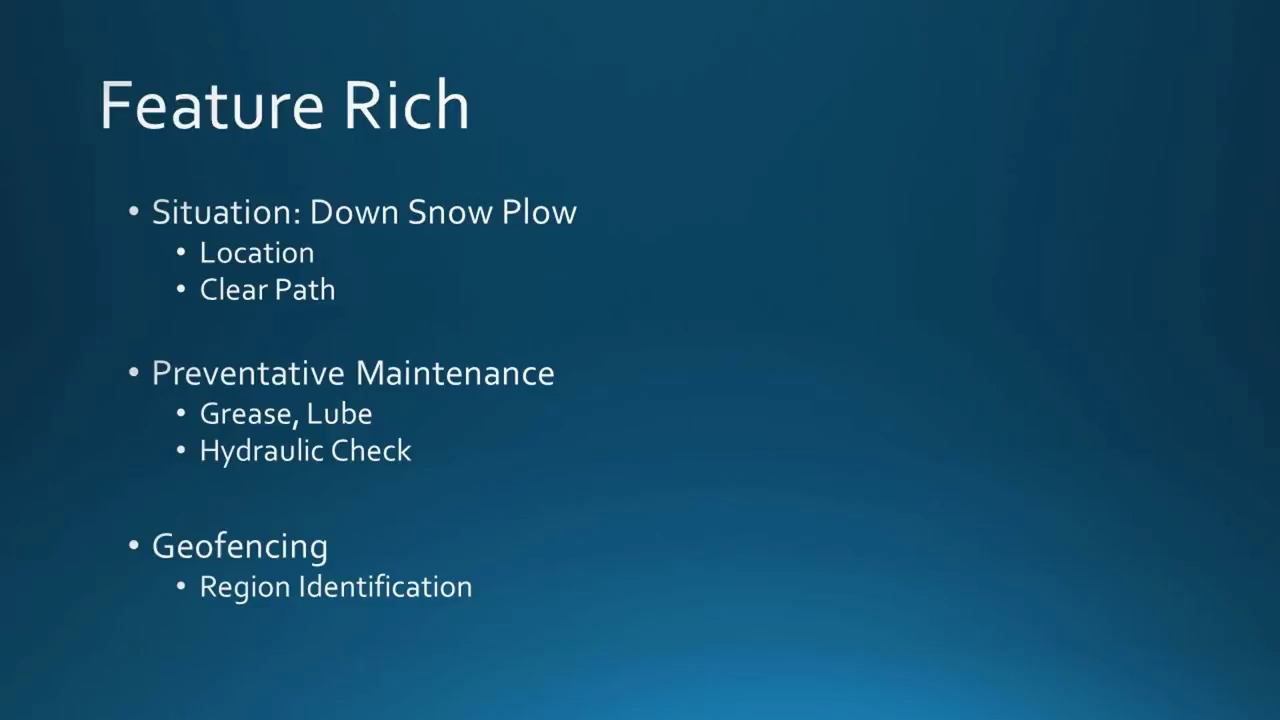 Feature Rich
• Situation: Down Snow Plow
• Location
• Clear Path
• Preventative Maintenance
• Grease, Lube
• Hydraulic Check
• Geofencing
• Region Identification